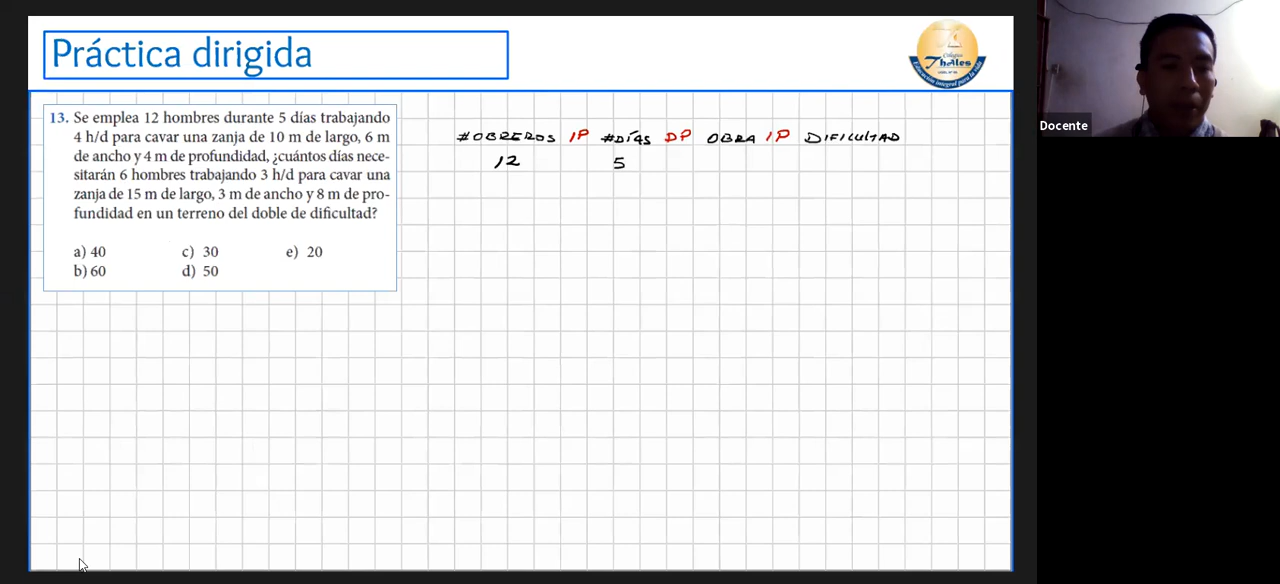 Práctica dirigida
Colegio
Thales
13. Se emplea 12 hombres durante 5 días trabajando
4 h/d para cavar una zanja de 10 m de largo, 6 m
de ancho y 4 m de profundidad, ¿cuántos días nece-
sitarán 6 hombres trabajando 3 h/d para cavar una
zanja de 15 m de largo, 3 m de ancho y 8 m de pro-
fundidad en un terreno del doble de dificultad?
a) 40 c) 30 e) 20
b) 60 d) 50
#OBREROS IP #DÍAS DP OBRA IP DIFICULTAD
12 5
Docente